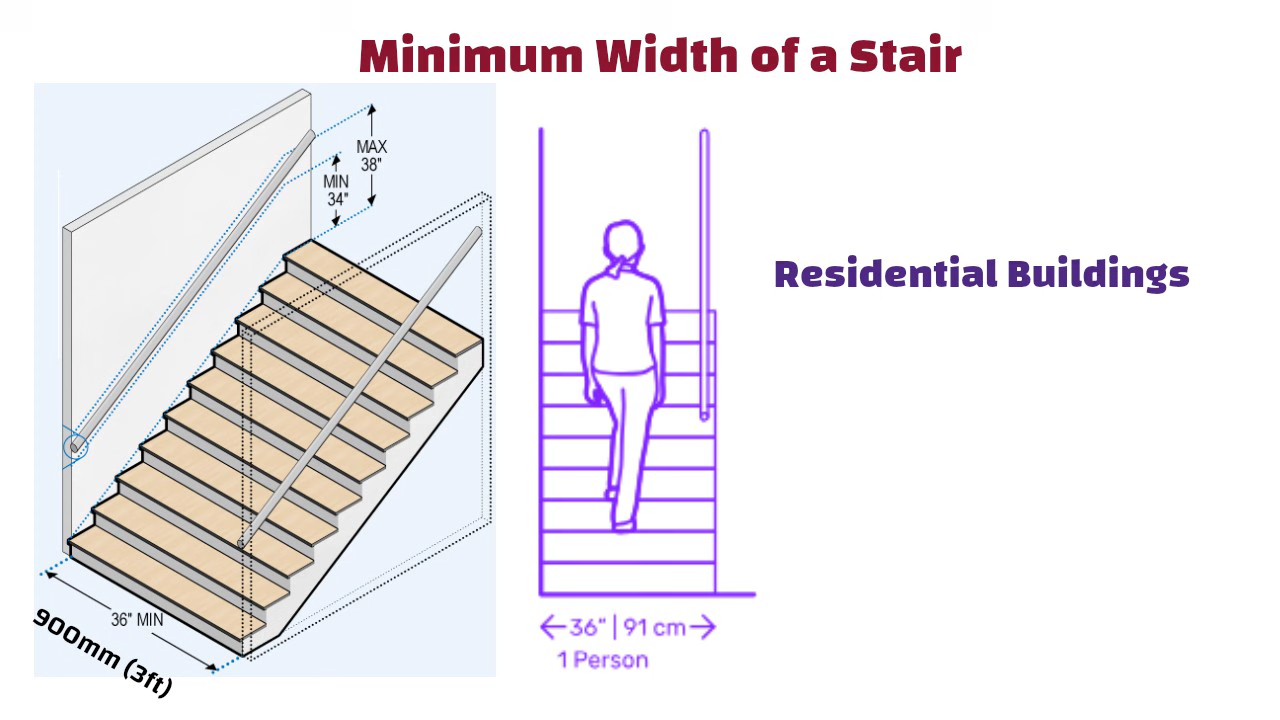 Minimum Width of a Stair
MAX
38"
MIN
34"
Residential Buildings
36" MIN
900mm (3ft)
36" | 91 cm
1 Person